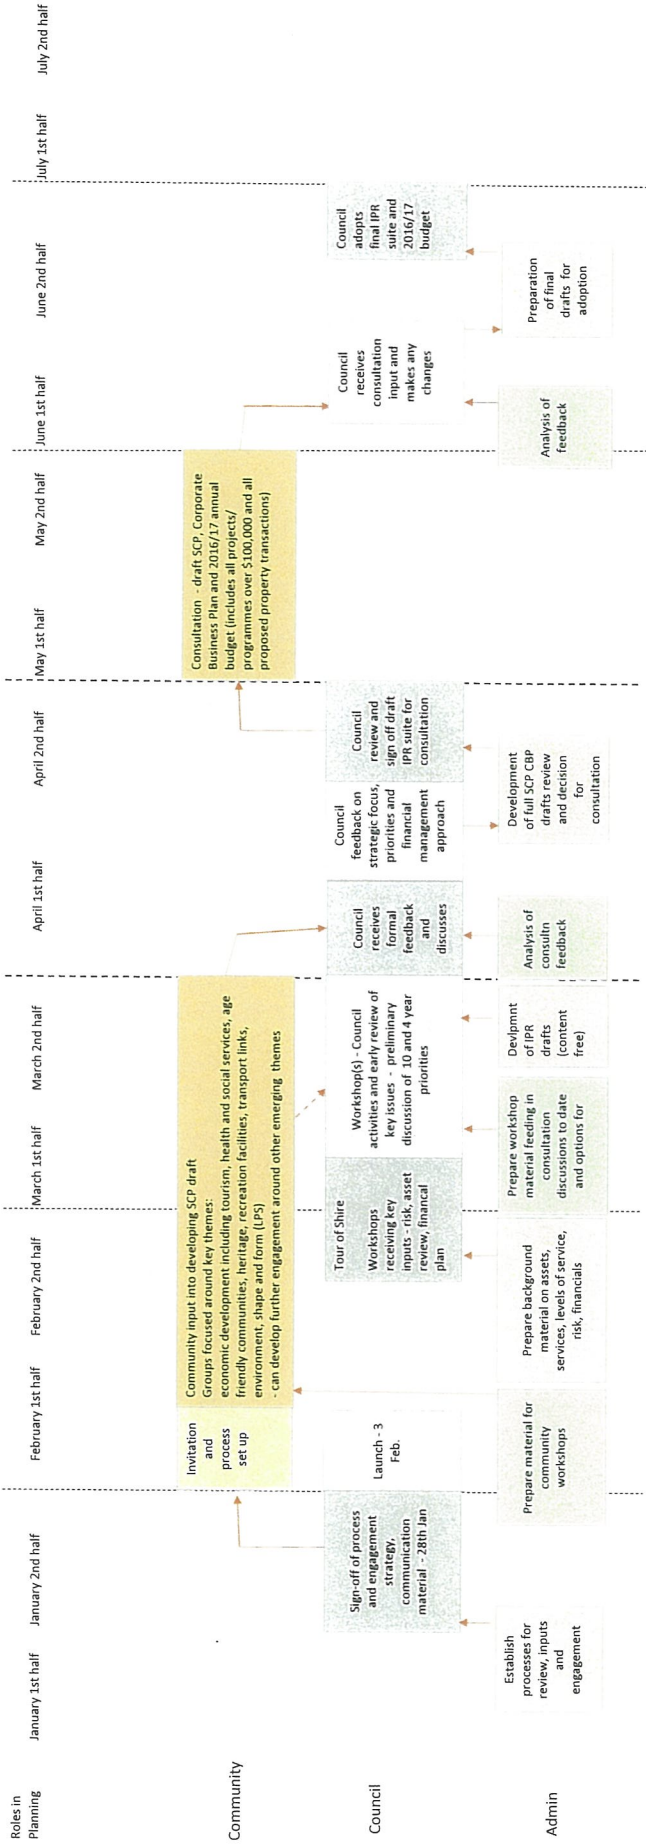 Roles in
Planning
January 1st half
January 2nd half
February 1st half
February 2nd half
March 1st half
March 2nd half
April 1st half
April 2nd half
May 1st half
May 2nd half
June 1st half
June 2nd half
July 1st half
July 2nd half
Community
Invitation
and
process
set up
Community input into developing SCP draft
Groups focused around key themes:
economic development including tourism, health and social services, age
friendly communities, heritage, recreation facilities, transport links,
environment, shape and form (LPS)
- can develop further engagement around other emerging themes
Consultation - draft SCP, Corporate
Business Plan and 2016/17 annual
budget (includes all projects/
programmes over $100,000 and all
proposed property transactions)
Council
Sign-off of process
and engagement
strategy,
communication
material - 28th Jan
Launch - 3
Feb.
Tour of Shire
Workshops
receiving key
inputs - risk, asset
review, financal
plan
Workshop(s) - Council
activities and early review of
key issues - preliminary
discussion of 10 and 4 year
priorities
Council
receives
formal
feedback
and
discusses
Council
feedback on
strategic focus,
priorities and
financial
management
approach
Council
review and
sign off draft
IPR suite for
consultation
Council
receives
consultation
input and
makes any
changes
Council
adopts
final IPR
suite and
2016/17
budget
Admin
Establish
processes for
review, inputs
and
engagement
Prepare material for
community
workshops
Prepare background
material on assets,
services, levels of service,
risk, financials
Prepare workshop
material feeding in
consultation
discussions to date
and options for
Devlpmnt
of IPR
drafts
(content
free)
Analysis of
consultn
feedback
Development
of full SCP CBP
drafts review
and decision
for
consultation
Analysis of
feedback
Preparation
of final
drafts for
adoption